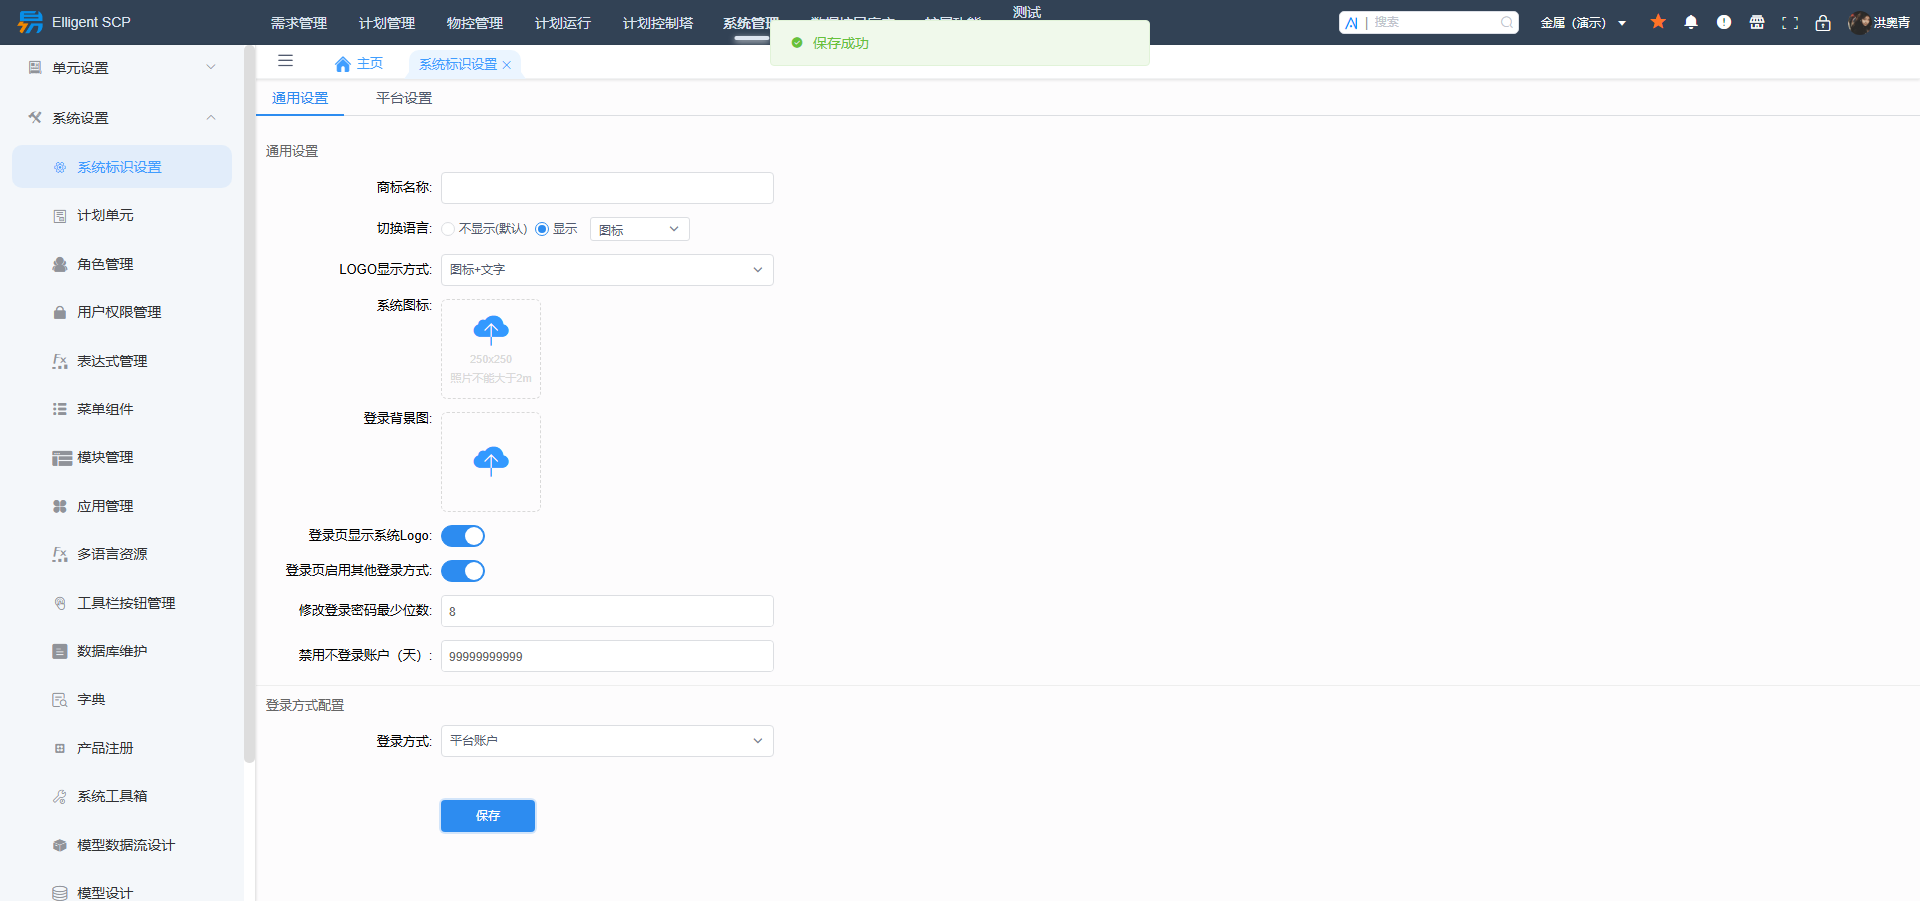 Elligent SCP
需求管理
计划管理
物控管理
计划运行
计划控制塔
系统管理
测试
保存成功
AI | 搜索
金属（演示）
洪奥青
单元设置
系统设置
系统标识设置
计划单元
角色管理
用户权限管理
表达式管理
菜单组件
模块管理
应用管理
多语言资源
工具栏按钮管理
数据库维护
字典
产品注册
系统工具箱
模型数据流设计
模型设计
主页
系统标识设置
通用设置
平台设置
通用设置
商标名称:
切换语言:
不显示(默认)
显示
图标
LOGO显示方式:
图标+文字
系统图标:
250x250
照片不能大于2m
登录背景图:
登录页显示系统Logo:
登录页启用其他登录方式:
修改登录密码最少位数:
8
禁用不登录账户（天）:
99999999999
登录方式配置
登录方式:
平台账户
保存